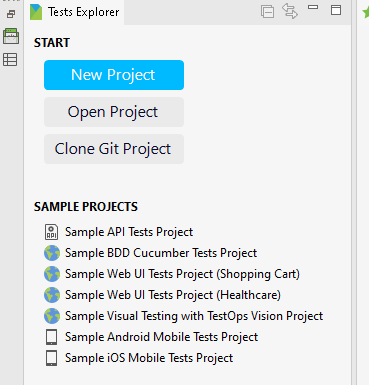 Tests Explorer
START
New Project
Open Project
Clone Git Project
SAMPLE PROJECTS
API
Sample API Tests Project
Sample BDD Cucumber Tests Project
Sample Web UI Tests Project (Shopping Cart)
Sample Web UI Tests Project (Healthcare)
Sample Visual Testing with TestOps Vision Project
Sample Android Mobile Tests Project
Sample iOS Mobile Tests Project